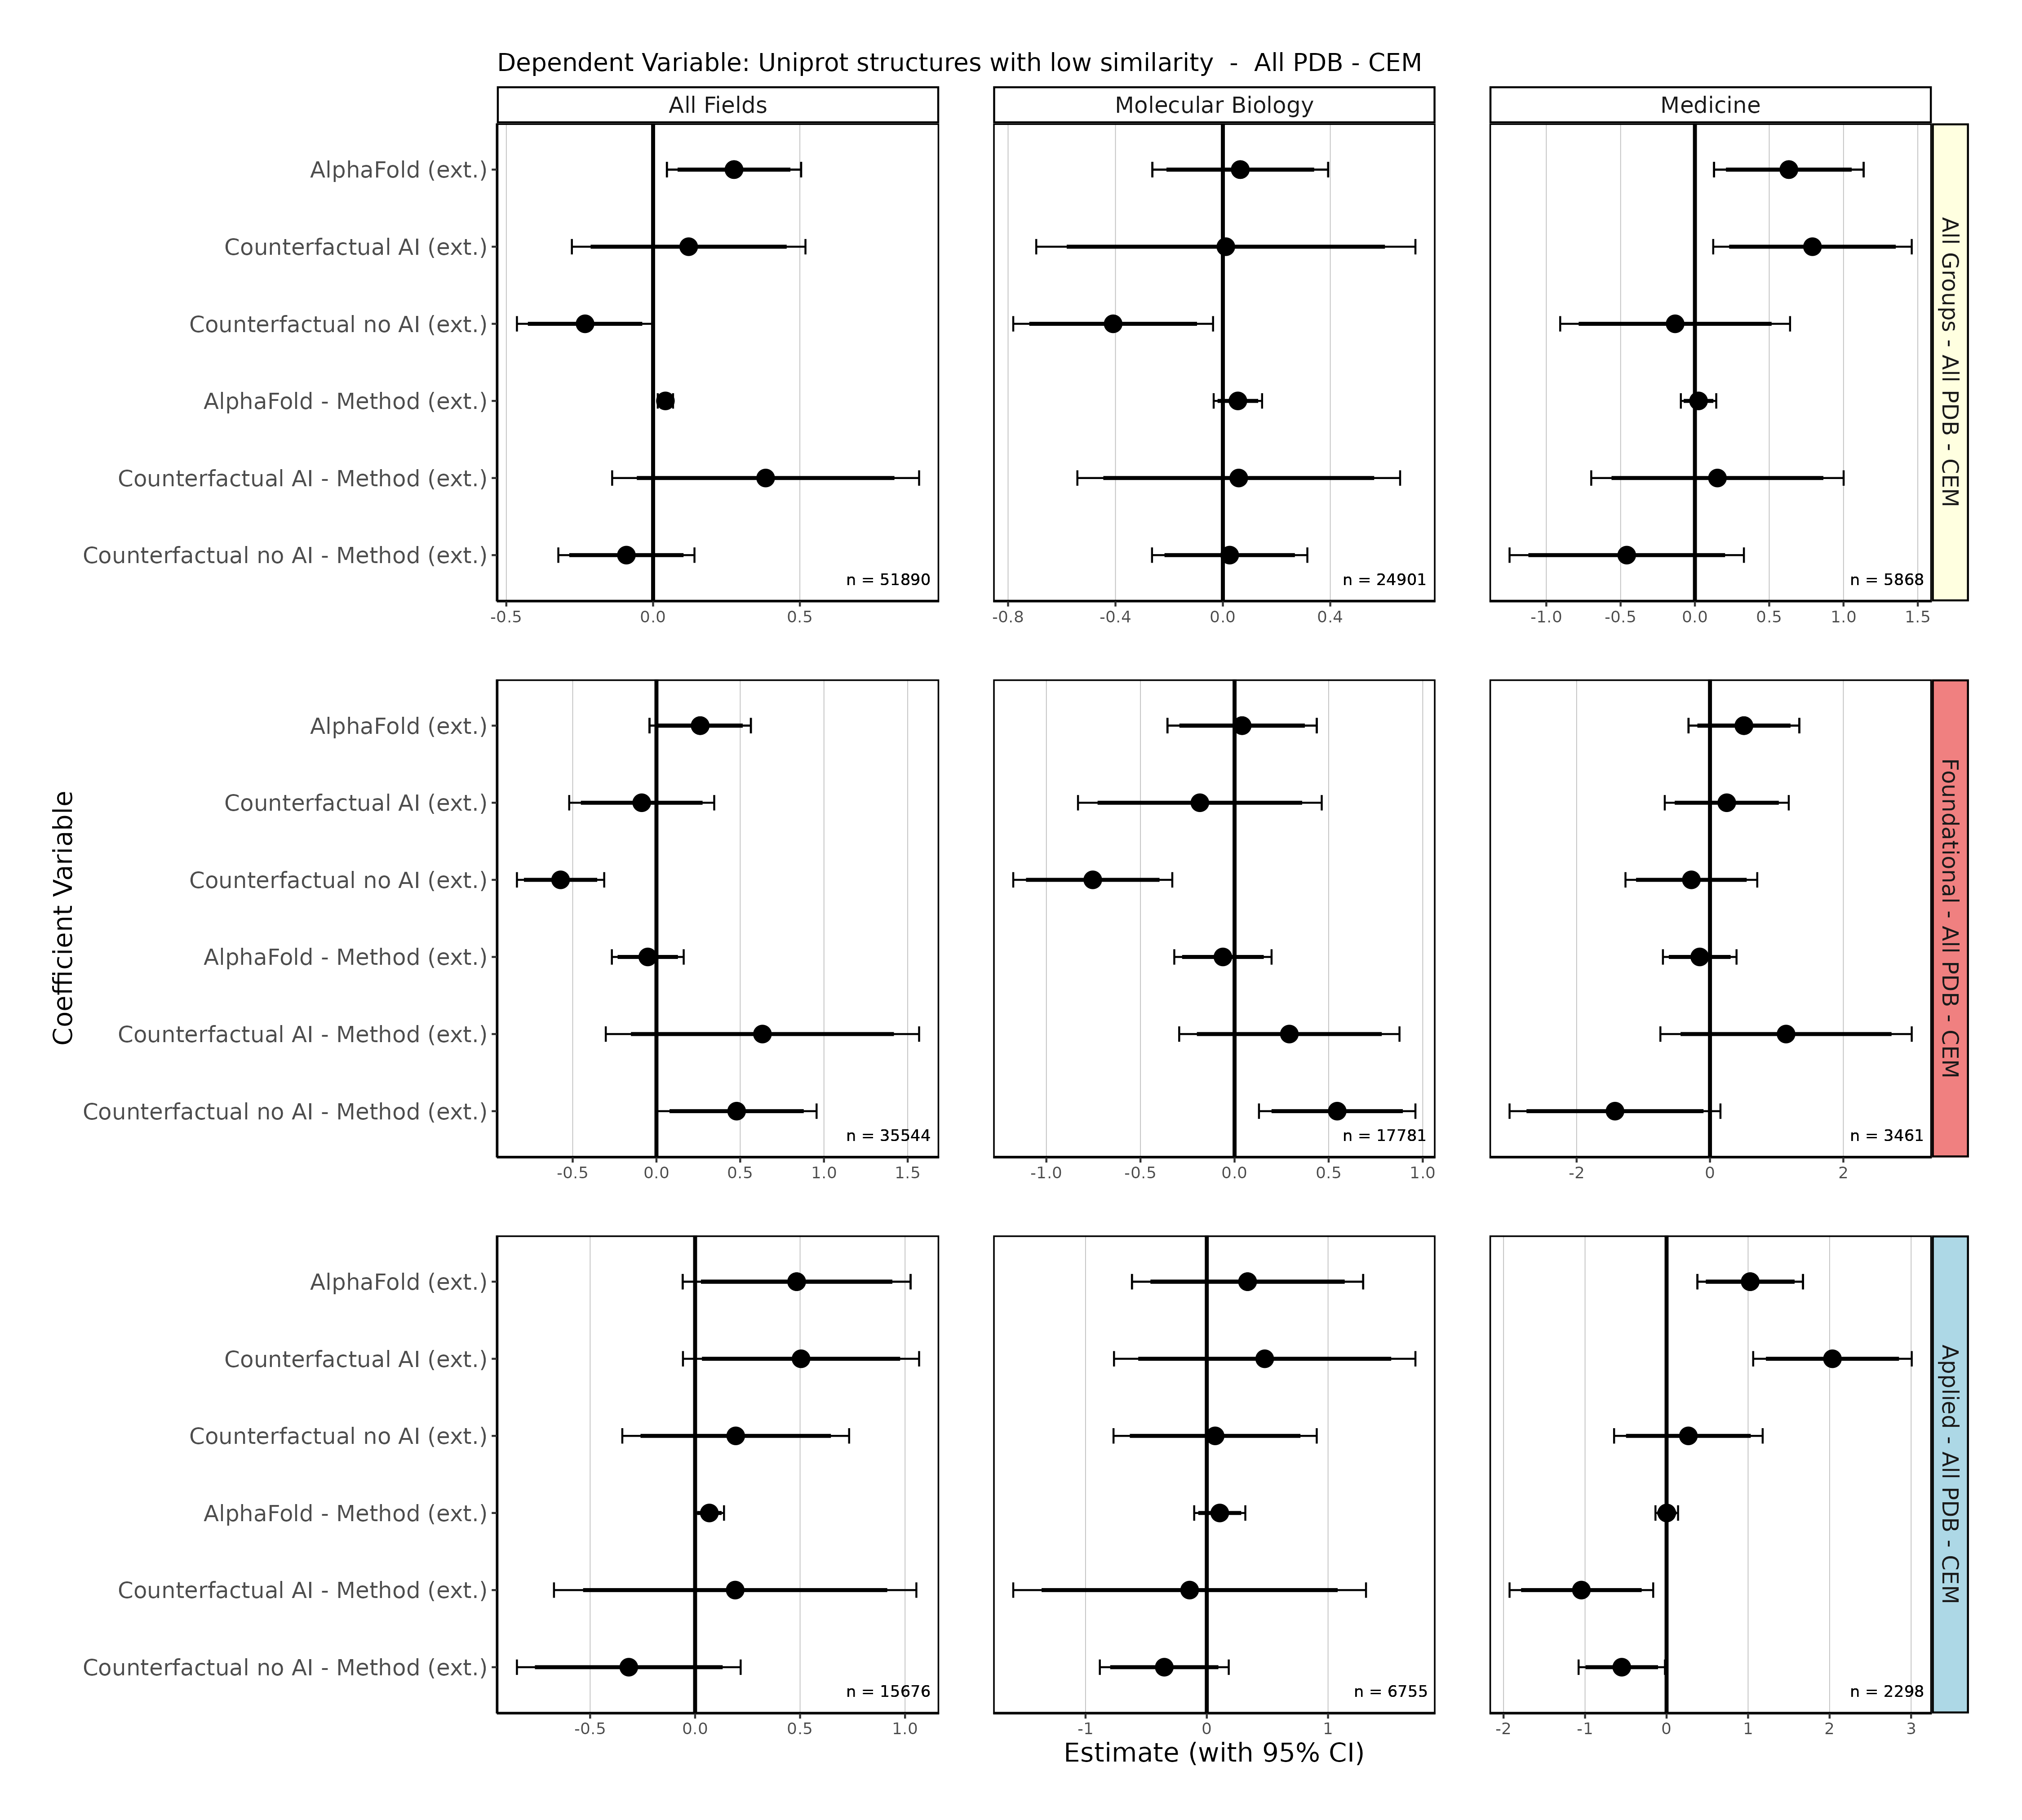 Dependent Variable: Uniprot structures with low similarity - All PDB - CEM
All Fields
Molecular Biology
Medicine
AlphaFold (ext.)
Counterfactual AI (ext.)
Counterfactual no AI (ext.)
AlphaFold - Method (ext.)
Counterfactual AI - Method (ext.)
Counterfactual no AI - Method (ext.)
n = 51890
n = 24901
n = 5868
All Groups - All PDB - CEM
-0.5 0.0 0.5
-0.8 -0.4 0.0 0.4
-1.0 -0.5 0.0 0.5 1.0 1.5
Coefficient Variable
AlphaFold (ext.)
Counterfactual AI (ext.)
Counterfactual no AI (ext.)
AlphaFold - Method (ext.)
Counterfactual AI - Method (ext.)
Counterfactual no AI - Method (ext.)
n = 35544
n = 17781
n = 3461
Foundational - All PDB - CEM
-0.5 0.0 0.5 1.0 1.5
-1.0 -0.5 0.0 0.5 1.0
-2 0 2
AlphaFold (ext.)
Counterfactual AI (ext.)
Counterfactual no AI (ext.)
AlphaFold - Method (ext.)
Counterfactual AI - Method (ext.)
Counterfactual no AI - Method (ext.)
n = 15676
n = 6755
n = 2298
Applied - All PDB - CEM
-0.5 0.0 0.5 1.0
-1 0 1
-2 -1 0 1 2 3
Estimate (with 95% CI)